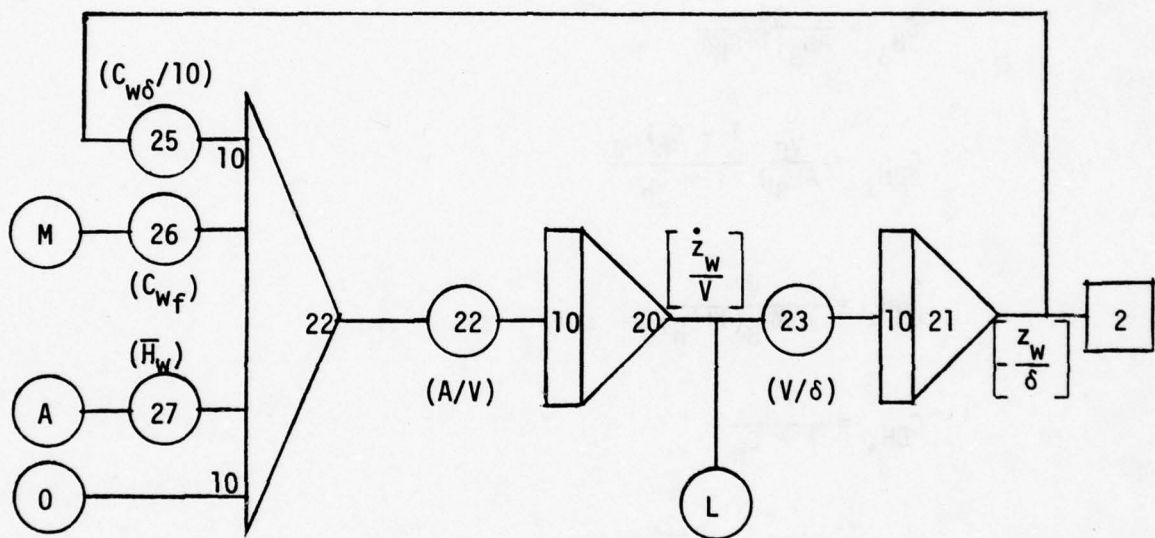 (C_wδ/10)
25
10
M
26
(C_wf)
22
(H̅_w)
A
27
O
10
22
(A/V)
10
20
[ż_w/V]
23
(V/δ)
L
10
21
[-z_w/δ]
2